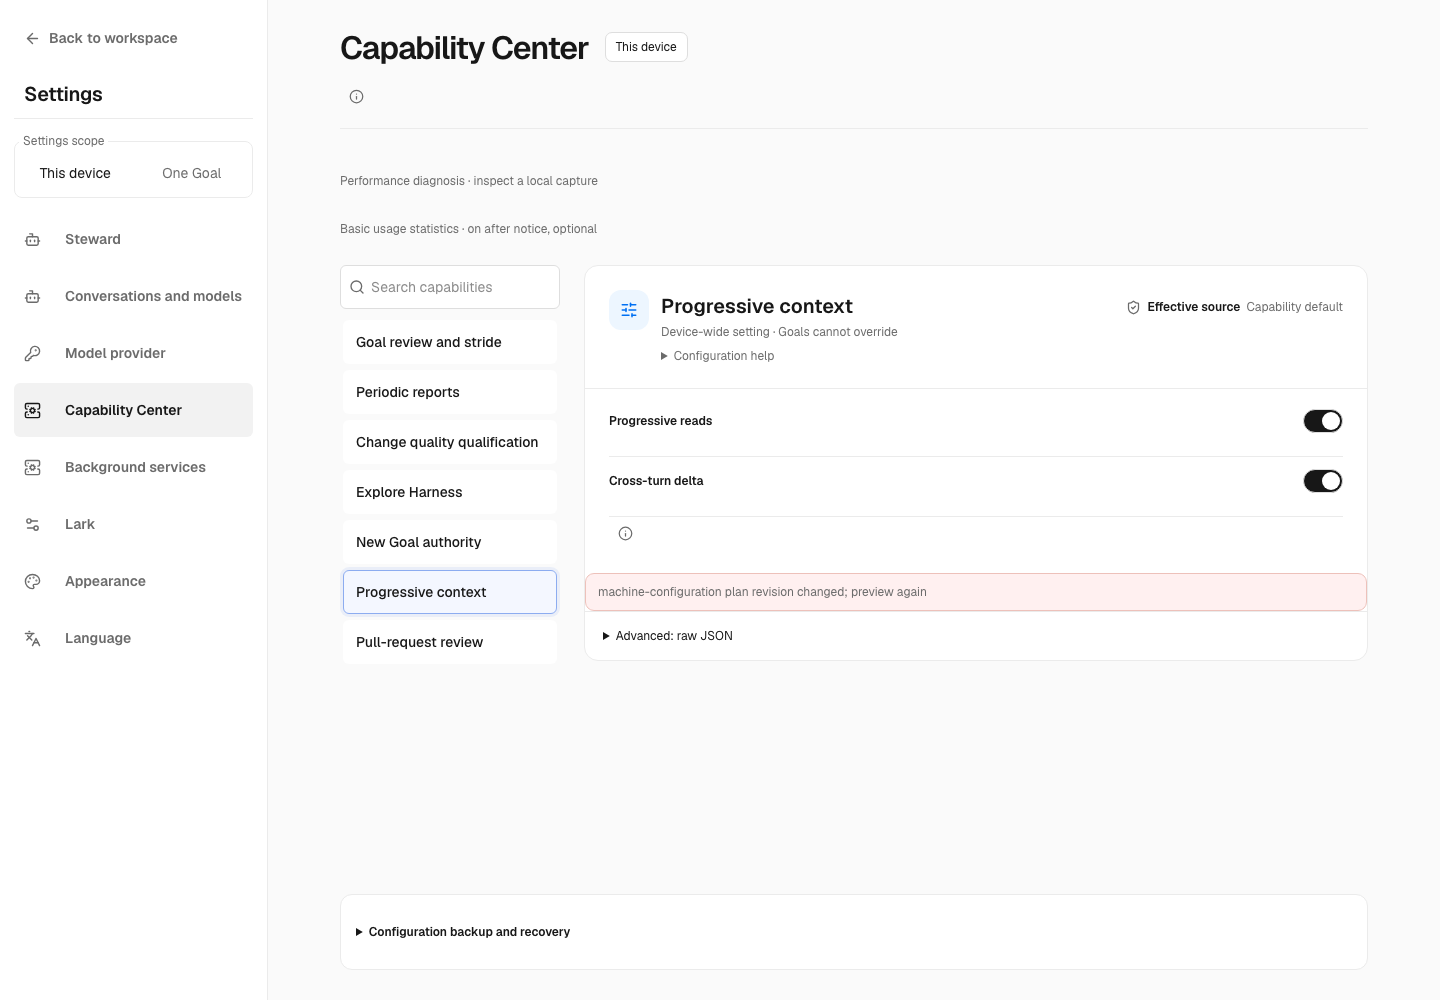 Back to workspace
Settings
Settings scope
This device
One Goal
Steward
Conversations and models
Model provider
Capability Center
Background services
Lark
Appearance
Language
Capability Center
This device
Performance diagnosis · inspect a local capture
Basic usage statistics · on after notice, optional
Search capabilities
Goal review and stride
Periodic reports
Change quality qualification
Explore Harness
New Goal authority
Progressive context
Pull-request review
Progressive context
Device-wide setting · Goals cannot override
Configuration help
Effective source Capability default
Progressive reads
Cross-turn delta
machine-configuration plan revision changed; preview again
Advanced: raw JSON
Configuration backup and recovery